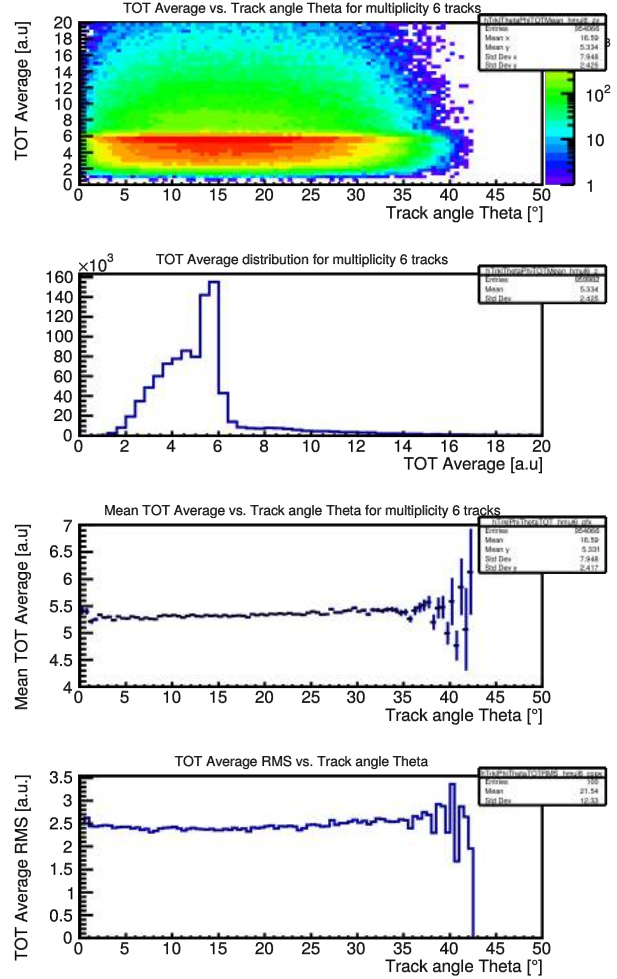 TOT Average vs. Track angle Theta for multiplicity 6 tracks
Entries
Mean x 16.59
Mean y 5.334
Std Dev x 7.948
Std Dev y 2.425
TOT Average [a.u]
20
18
16
14
12
10
8
6
4
2
0
0 5 10 15 20 25 30 35 40 45 50
Track angle Theta [°]
10²
10
1
TOT Average distribution for multiplicity 6 tracks
×10³
Entries
Mean 5.334
Std Dev 2.425
160
140
120
100
80
60
40
20
0
0 2 4 6 8 10 12 14 16 18 20
TOT Average [a.u]
Mean TOT Average vs. Track angle Theta for multiplicity 6 tracks
Entries
Mean 16.59
Mean y 5.331
Std Dev 7.948
Std Dev y 2.417
Mean TOT Average [a.u]
7
6.5
6
5.5
5
4.5
4
0 5 10 15 20 25 30 35 40 45 50
Track angle Theta [°]
TOT Average RMS vs. Track angle Theta
Entries 100
Mean 21.54
Std Dev 12.33
TOT Average RMS [a.u.]
3.5
3
2.5
2
1.5
1
0.5
0
0 5 10 15 20 25 30 35 40 45 50
Track angle Theta [°]